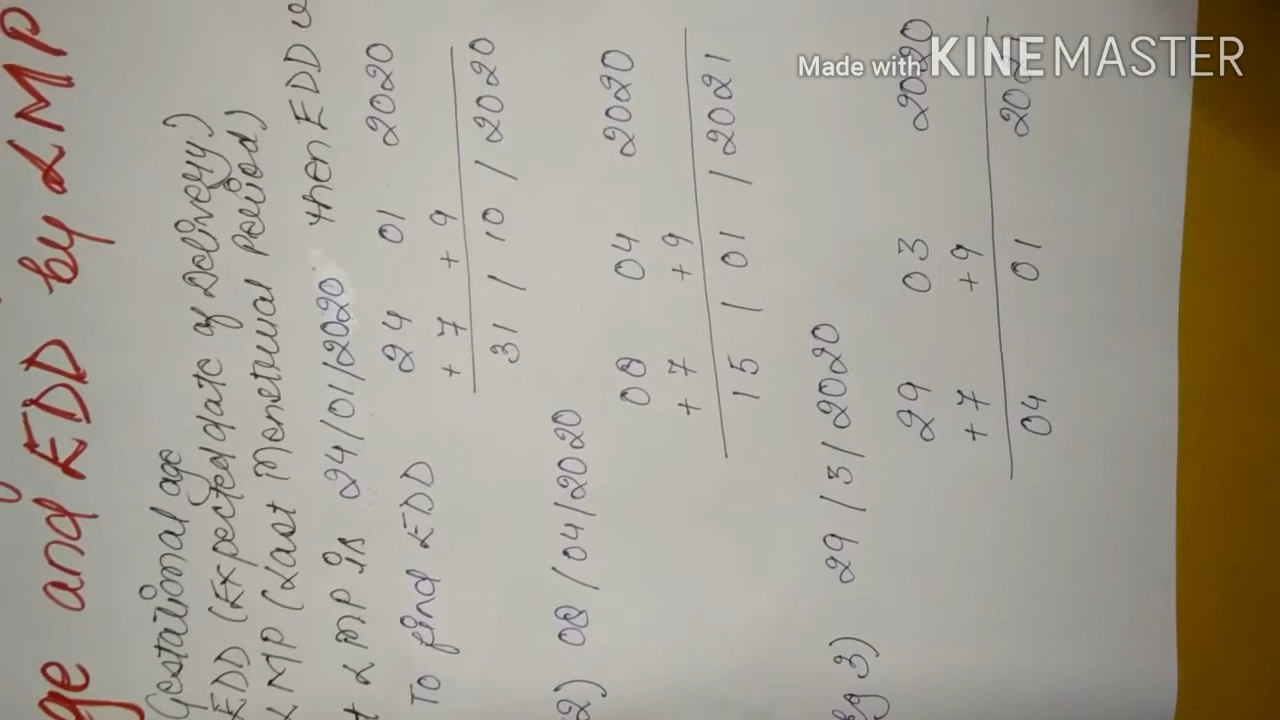 ge and EDD by LMP
Gestational age
EDD (Expected date of Delivery)
LMP (Last Monetrual Period)
t LMP is 24/01/2020 then EDD
To find EDD
24 01 2020
+ 7 + 9
31 / 10 / 2020
2) 08/04/2020
08 04 2020
+ 7 + 9
15 / 01 / 2021
eg 3) 29/3/2020
29 03 2020
+7 +9
04 01
Made with KINEMASTER